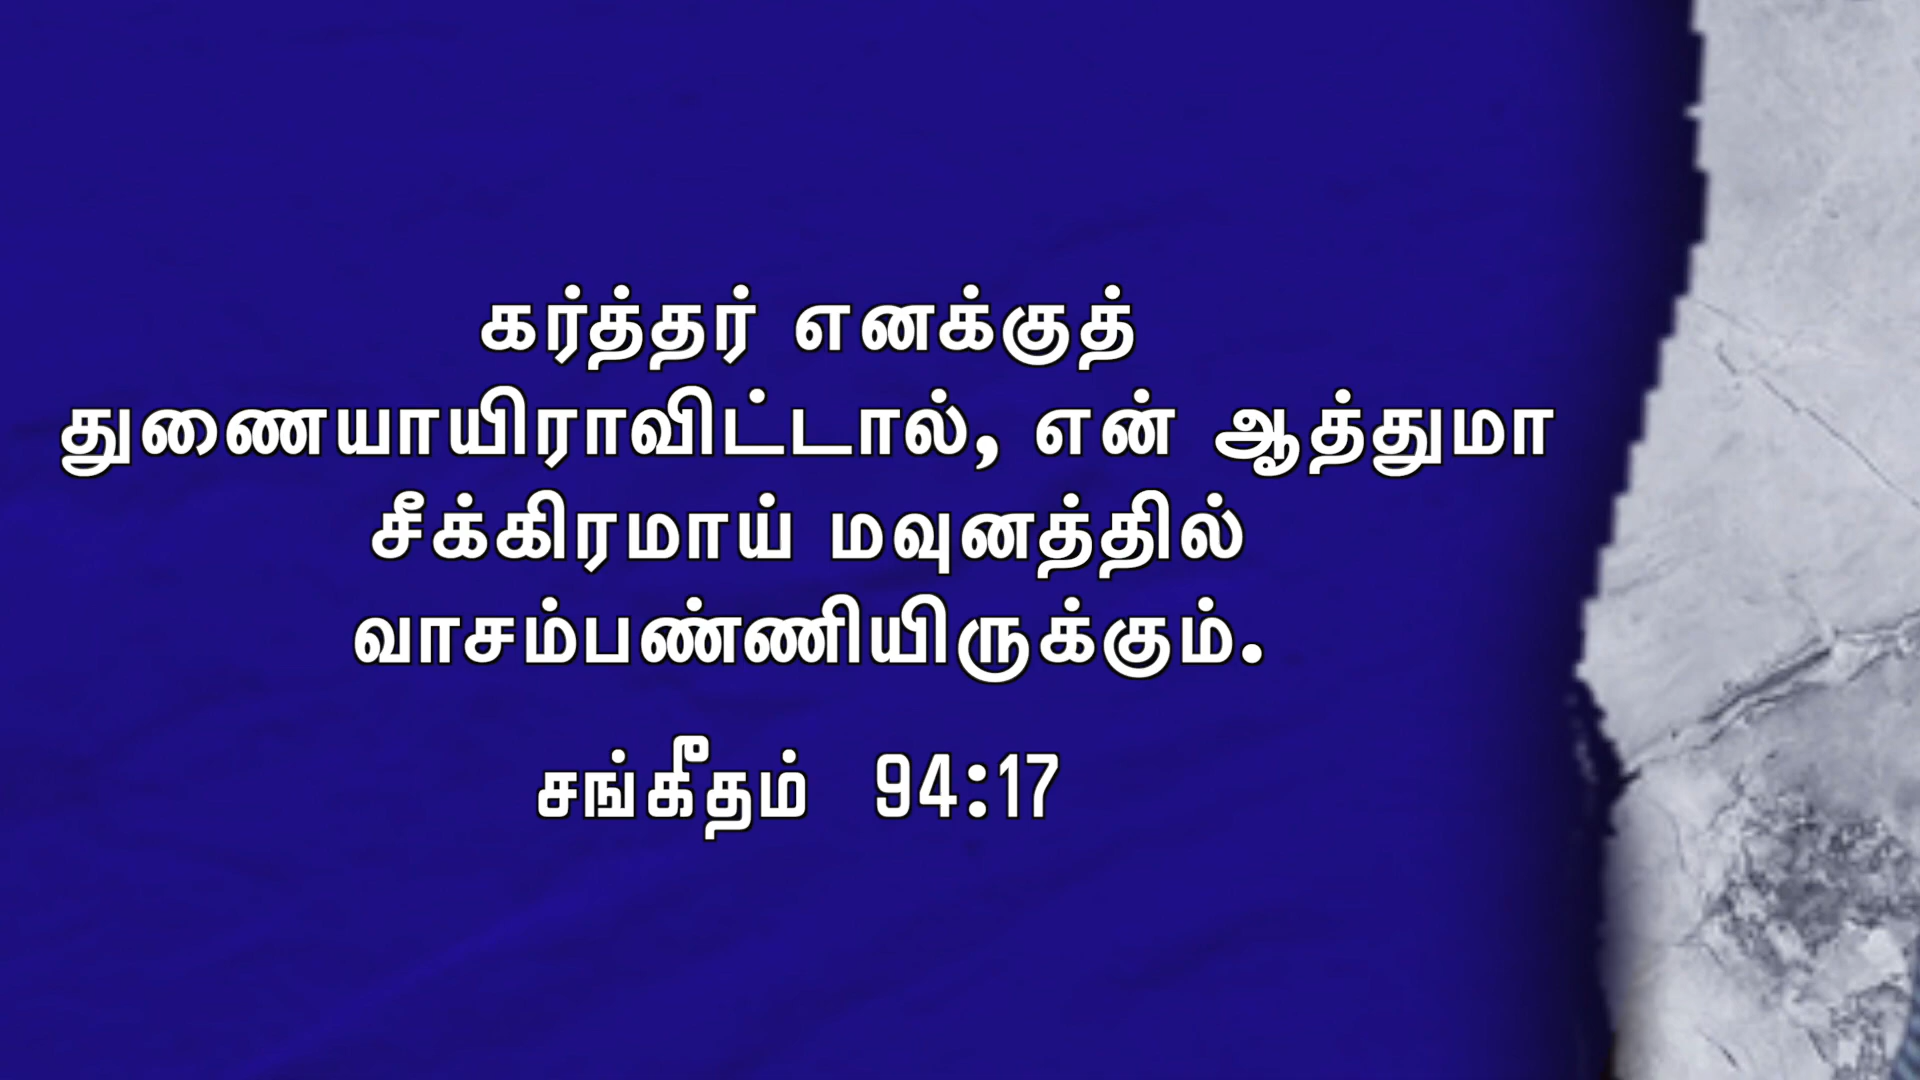 கர்த்தர் எனக்குத்
துணையாயிராவிட்டால், என் ஆத்துமா
சீக்கிரமாய் மவுனத்தில்
வாசம்பண்ணியிருக்கும்.
சங்கீதம் 94:17